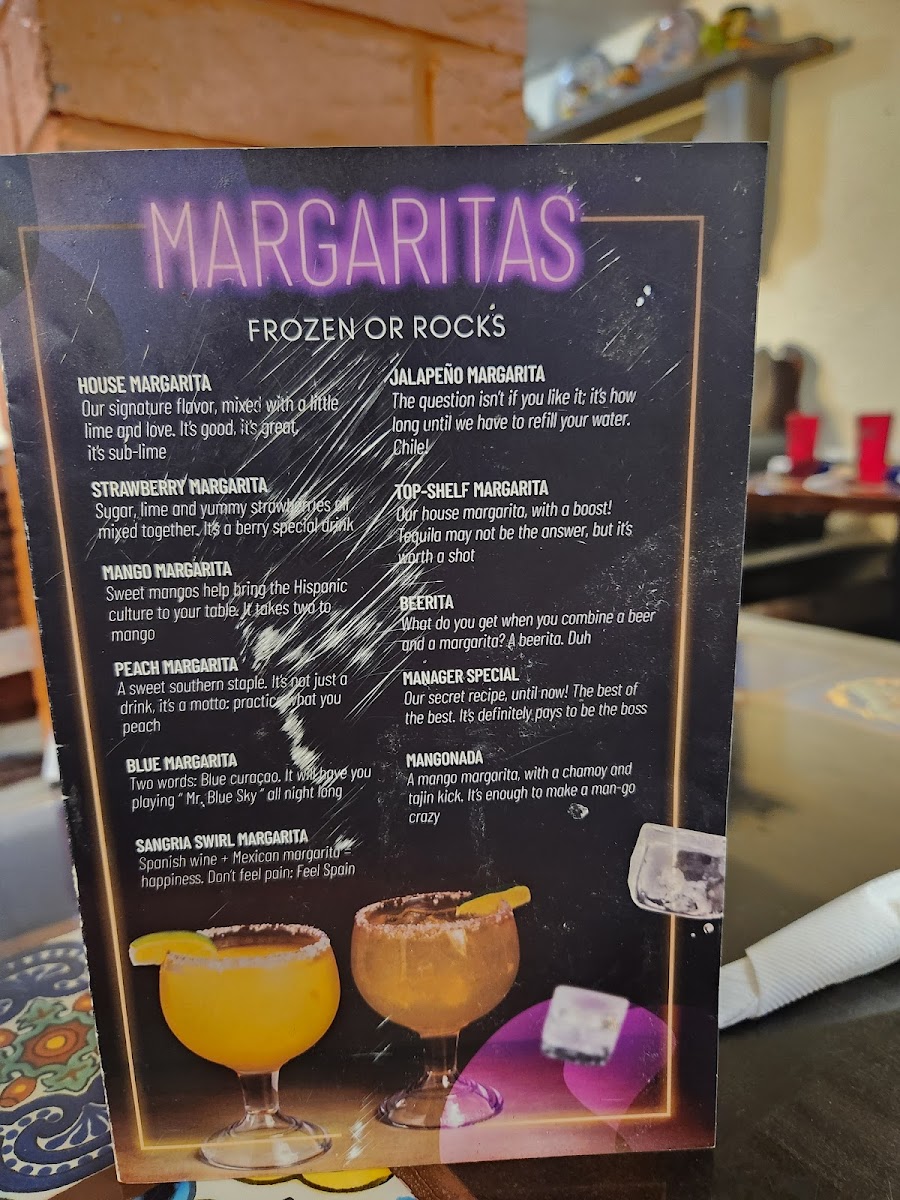 MARGARITAS
FROZEN OR ROCKS
HOUSE MARGARITA
Our signature flavor, mixed with a little
lime and love. It's good, it's great,
it's sub-lime
STRAWBERRY MARGARITA
Sugar, lime and yummy strawberries all
mixed together. It's a berry special drink
MANGO MARGARITA
Sweet mangos help bring the Hispanic
culture to your table. It takes two to
mango
PEACH MARGARITA
A sweet southern staple. It's not just a
drink, it's a motto: practice what you
peach
BLUE MARGARITA
Two words: Blue curaçao. It will have you
playing " Mr. Blue Sky " all night long
SANGRIA SWIRL MARGARITA
Spanish wine + Mexican margarita =
happiness. Don't feel pain: Feel Spain
JALAPEÑO MARGARITA
The question isn't if you like it; it's how
long until we have to refill your water.
Chile!
TOP-SHELF MARGARITA
Our house margarita, with a boost!
Tequila may not be the answer, but it's
worth a shot
BEERITA
What do you get when you combine a beer
and a margarita? A beerita. Duh
MANAGER SPECIAL
Our secret recipe, until now! The best of
the best. It's definitely pays to be the boss
MANGONADA
A mango margarita, with a chamoy and
tajin kick. It's enough to make a man-go
crazy